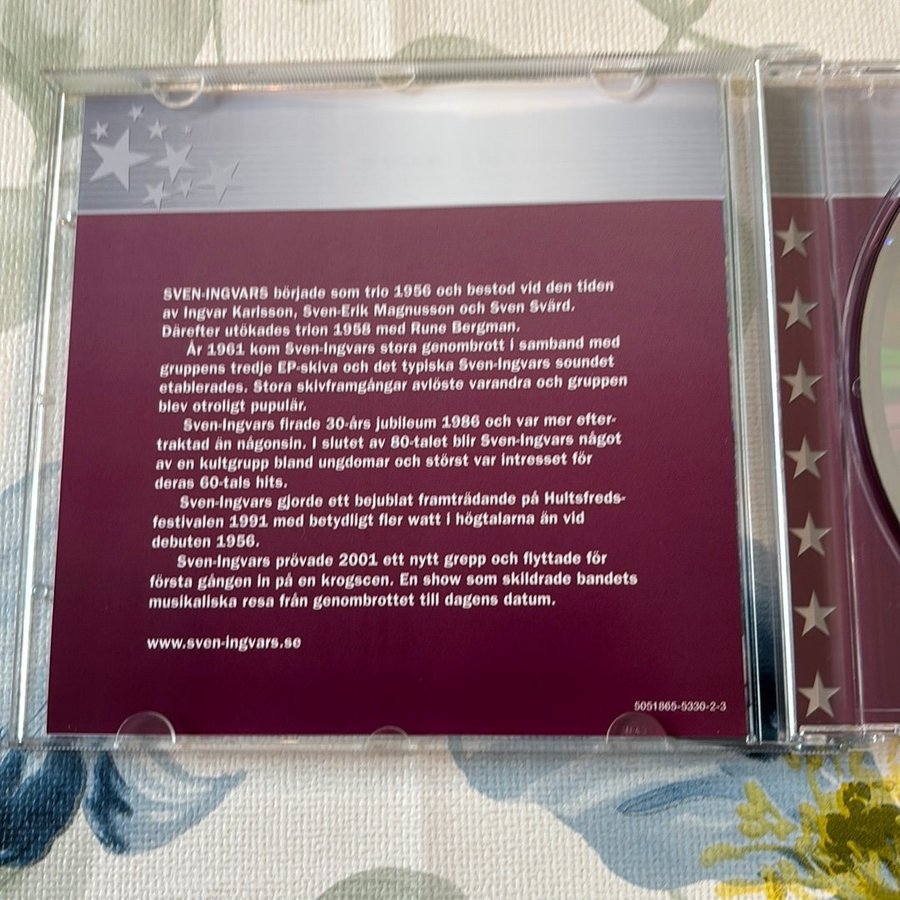 SVEN-INGVARS började som trio 1956 och bestod vid den tiden
av Ingvar Karlsson, Sven-Erik Magnusson och Sven Svärd.
Därefter utökades trion 1958 med Rune Bergman.
År 1961 kom Sven-Ingvars stora genombrott i samband med
gruppens tredje EP-skiva och det typiska Sven-Ingvars soundet
etablerades. Stora skivframgångar avlöste varandra och gruppen
blev otroligt pupulär.
Sven-Ingvars firade 30-års jubileum 1986 och var mer efter-
traktad än någonsin. I slutet av 80-talet blir Sven-Ingvars något
av en kultgrupp bland ungdomar och störst var intresset för
deras 60-tals hits.
Sven-Ingvars gjorde ett bejublat framträdande på Hultsfreds-
festivalen 1991 med betydligt fler watt i högtalarna än vid
debuten 1956.
Sven-Ingvars prövade 2001 ett nytt grepp och flyttade för
första gången in på en krogscen. En show som skildrade bandets
musikaliska resa från genombrottet till dagens datum.
www.sven-ingvars.se
5051865-5330-2-3